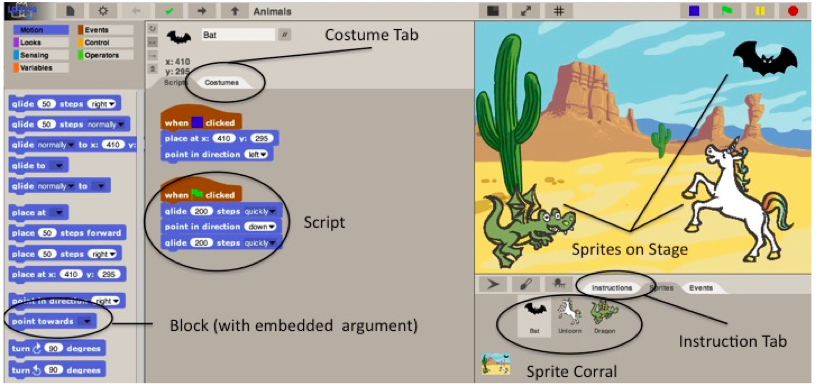 Animals
Motion
Events
Looks
Control
Sensing
Operators
Variables
Bat
x: 410
y: 295
Scripts
Costumes
Costume Tab
glide 50 steps right
glide 50 steps normally
glide normally to x: 410 y:
glide to
glide normally to
place at
place 50 steps forward
place 50 steps right
place at x: 410 y: 295
point in direction right
point towards
turn 90 degrees
turn 90 degrees
when clicked
place at x: 410 y: 295
point in direction left
when clicked
glide 200 steps quickly
point in direction down
glide 200 steps quickly
Script
Block (with embedded argument)
Sprites on Stage
Instructions
Sprites
Events
Bat
Unicorn
Dragon
Instruction Tab
Sprite Corral